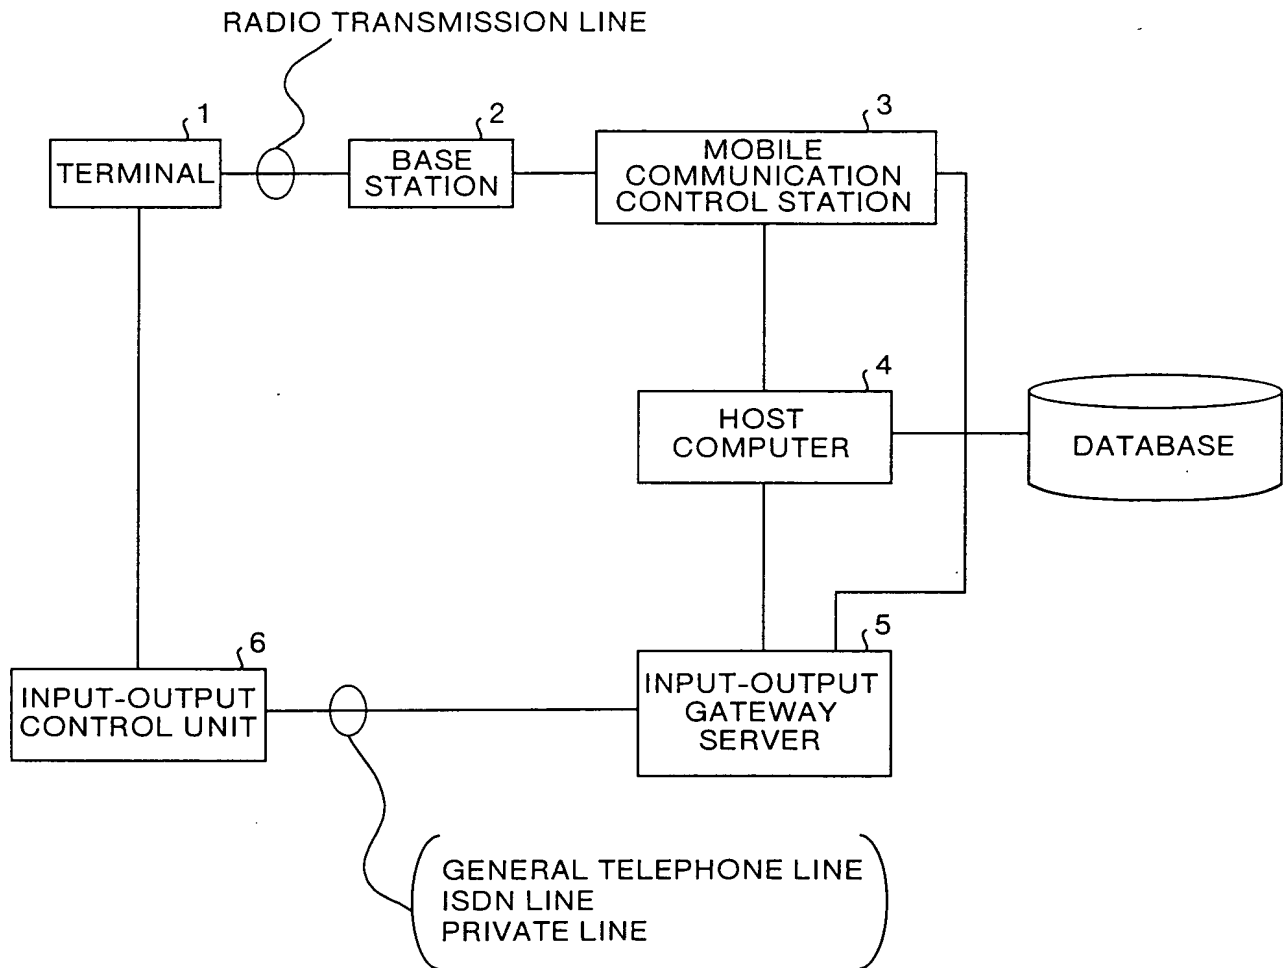 RADIO TRANSMISSION LINE
1
TERMINAL
2
BASE
STATION
3
MOBILE
COMMUNICATION
CONTROL STATION
4
HOST
COMPUTER
DATABASE
5
INPUT-OUTPUT
GATEWAY
SERVER
6
INPUT-OUTPUT
CONTROL UNIT
GENERAL TELEPHONE LINE
ISDN LINE
PRIVATE LINE